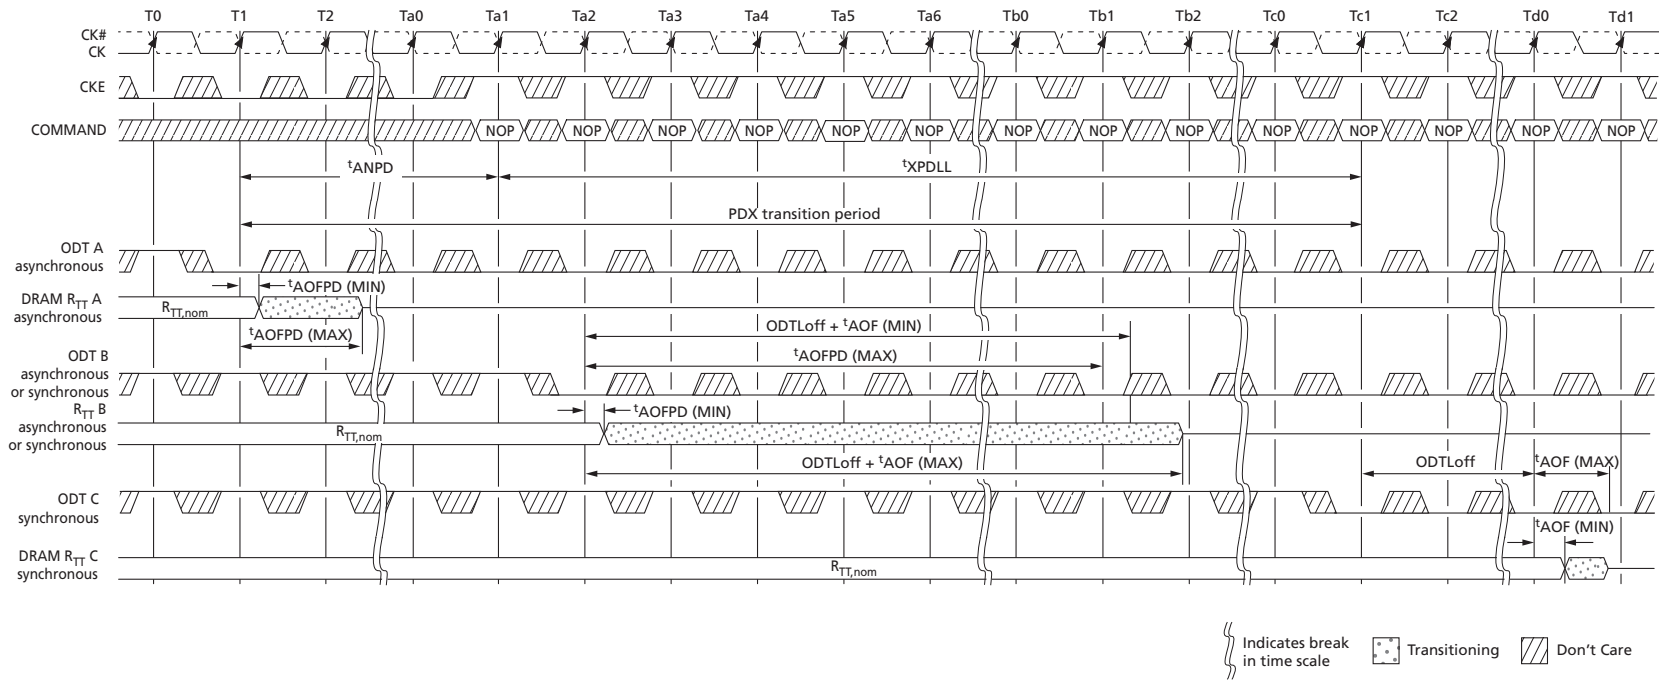 T0 T1 T2 Ta0 Ta1 Ta2 Ta3 Ta4 Ta5 Ta6 Tb0 Tb1 Tb2 Tc0 Tc1 Tc2 Td0 Td1
CK#
CK
CKE
COMMAND NOP NOP NOP NOP NOP NOP NOP NOP NOP NOP NOP NOP NOP NOP
tANPD tXPDLL
PDX transition period
ODT A
asynchronous
tAOFPD (MIN)
DRAM RTT A
asynchronous
RTT,nom
tAOFPD (MAX)
ODTLoff + tAOF (MIN)
tAOFPD (MAX)
ODT B
asynchronous
or synchronous
tAOFPD (MIN)
RTT B
asynchronous
or synchronous
RTT,nom
ODTLoff + tAOF (MAX) ODTLoff tAOF (MAX)
ODT C
synchronous
tAOF (MIN)
DRAM RTT C
synchronous
RTT,nom
Indicates break
in time scale
Transitioning
Don't Care